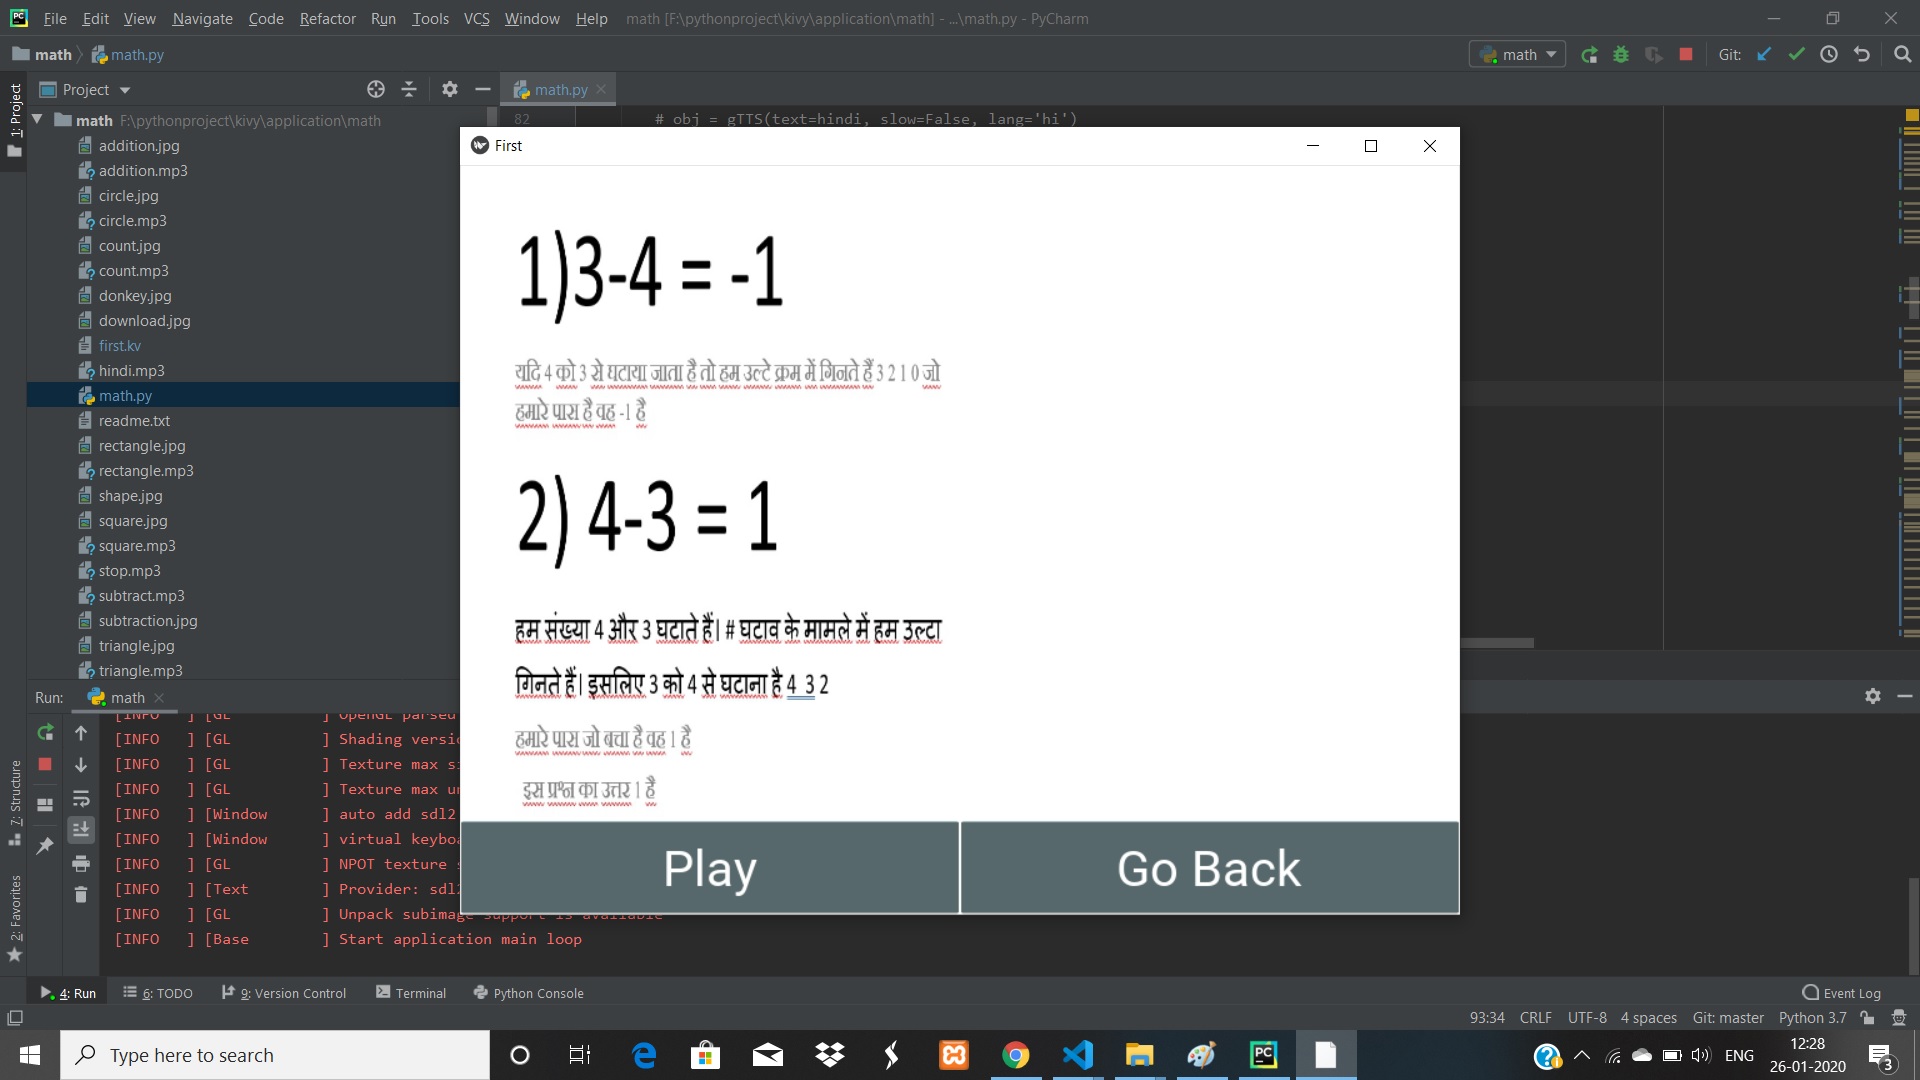 File Edit View Navigate Code Refactor Run Tools VCS Window Help math [F:\pythonproject\kivy\application\math] - ...\math.py - PyCharm
math math.py
math Git:
1: Project
Project
math.py
math F:\pythonproject\kivy\application\math
82 # obj = gTTS(text=hindi, slow=False, lang='hi')
addition.jpg
addition.mp3
circle.jpg
circle.mp3
count.jpg
count.mp3
donkey.jpg
download.jpg
first.kv
hindi.mp3
math.py
readme.txt
rectangle.jpg
rectangle.mp3
shape.jpg
square.jpg
square.mp3
stop.mp3
subtract.mp3
subtraction.jpg
triangle.jpg
triangle.mp3
First
1)3-4 = -1
यदि 4 को 3 से घटाया जाता है तो हम उल्टे क्रम में गिनते हैं 3 2 1 0 जो
हमारे पास है वह -1 है
2) 4-3 = 1
हम संख्या 4 और 3 घटाते हैं| # घटाव के मामले में हम उल्टा
गिनते हैं| इसलिए 3 को 4 से घटाना है 4 3 2
हमारे पास जो बचा है वह 1 है
इस प्रश्न का उत्तर 1 है
Play Go Back
Run: math
[INFO ] [GL ] OpenGL parsed
[INFO ] [GL ] Shading versi
[INFO ] [GL ] Texture max s
[INFO ] [GL ] Texture max u
[INFO ] [Window ] auto add sdl2
[INFO ] [Window ] virtual keyboa
[INFO ] [GL ] NPOT texture s
[INFO ] [Text ] Provider: sdl2
[INFO ] [GL ] Unpack subimage support is available
[INFO ] [Base ] Start application main loop
7: Structure
2: Favorites
4: Run 6: TODO 9: Version Control Terminal Python Console Event Log
93:34 CRLF UTF-8 4 spaces Git: master Python 3.7
Type here to search
PC
ENG
12:28
26-01-2020
3